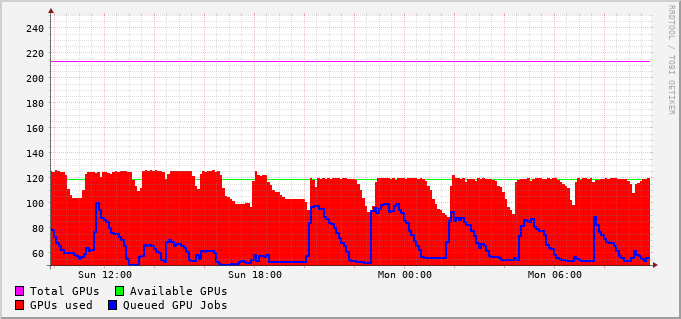 240
220
200
180
160
140
120
100
80
60
Sun 12:00 Sun 18:00 Mon 00:00 Mon 06:00
Total GPUs Available GPUs
GPUs used Queued GPU Jobs
RRDTOOL / TOBI OETIKER